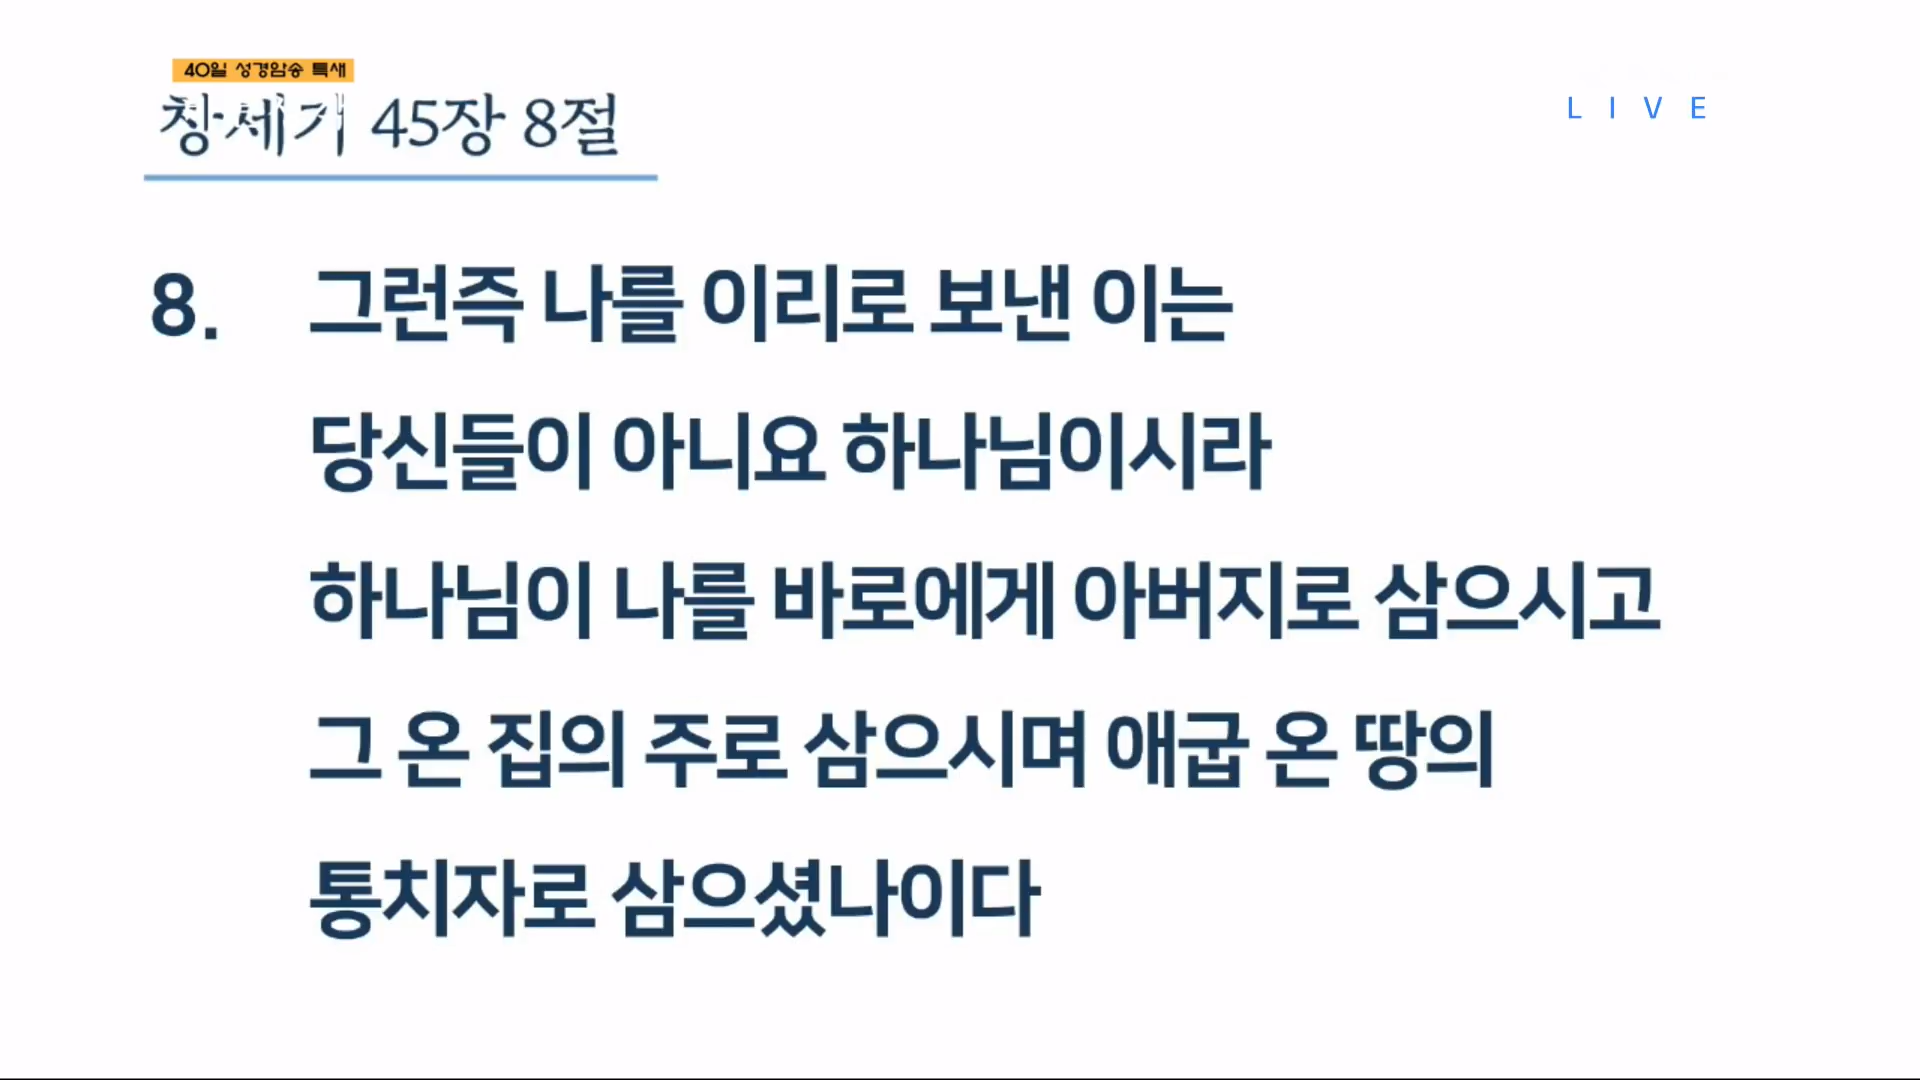 40일 성경암송 특새
창세기 45장 8절
LIVE
8. 그런즉 나를 이리로 보낸 이는
당신들이 아니요 하나님이시라
하나님이 나를 바로에게 아버지로 삼으시고
그 온 집의 주로 삼으시며 애굽 온 땅의
통치자로 삼으셨나이다